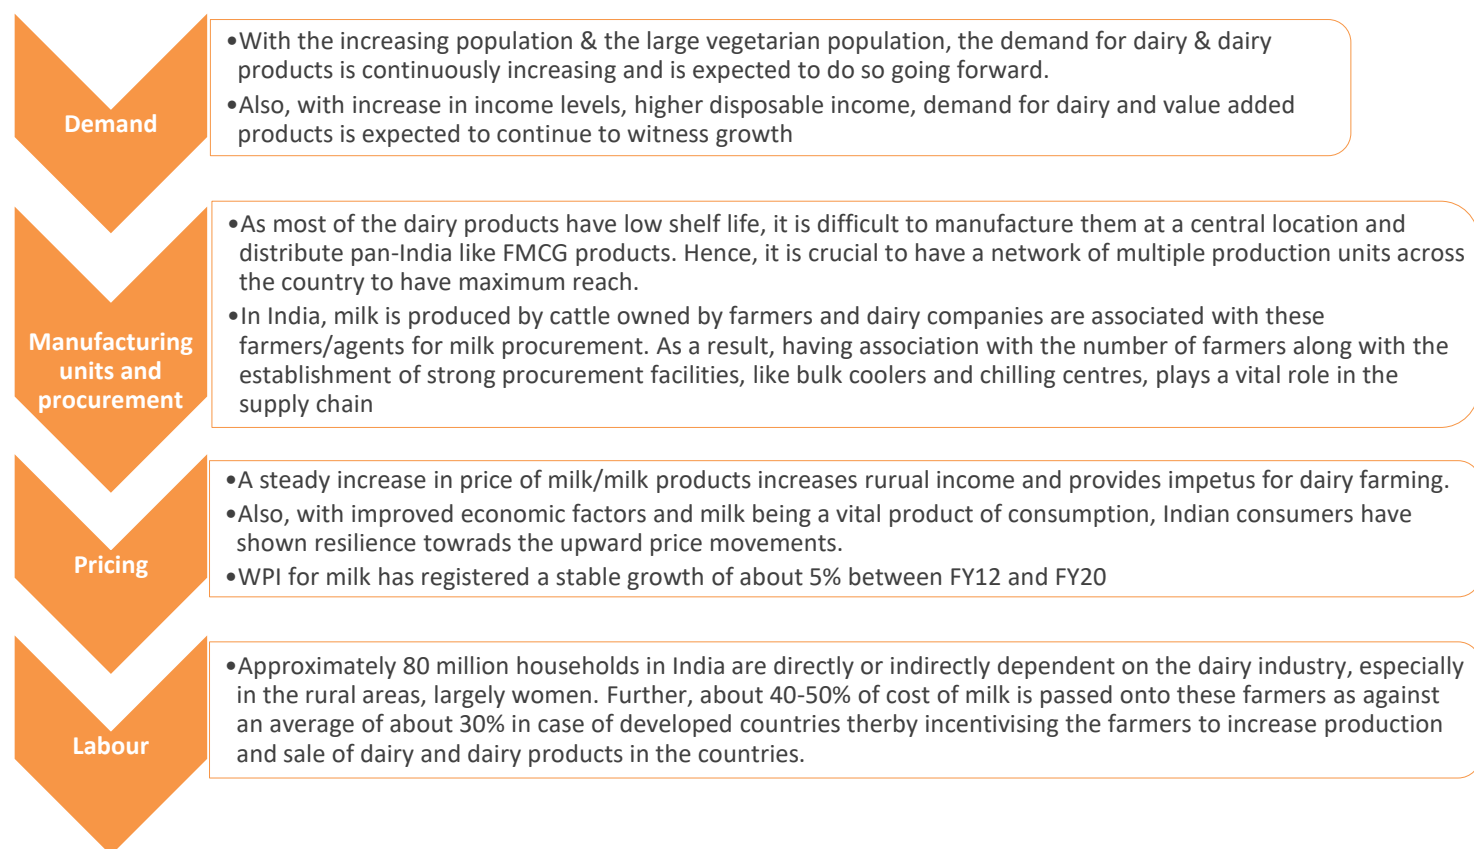 Demand
•With the increasing population & the large vegetarian population, the demand for dairy & dairy
products is continuously increasing and is expected to do so going forward.
•Also, with increase in income levels, higher disposable income, demand for dairy and value added
products is expected to continue to witness growth
Manufacturing
units and
procurement
•As most of the dairy products have low shelf life, it is difficult to manufacture them at a central location and
distribute pan-India like FMCG products. Hence, it is crucial to have a network of multiple production units across
the country to have maximum reach.
•In India, milk is produced by cattle owned by farmers and dairy companies are associated with these
farmers/agents for milk procurement. As a result, having association with the number of farmers along with the
establishment of strong procurement facilities, like bulk coolers and chilling centres, plays a vital role in the
supply chain
Pricing
•A steady increase in price of milk/milk products increases rurual income and provides impetus for dairy farming.
•Also, with improved economic factors and milk being a vital product of consumption, Indian consumers have
shown resilience towrads the upward price movements.
•WPI for milk has registered a stable growth of about 5% between FY12 and FY20
Labour
•Approximately 80 million households in India are directly or indirectly dependent on the dairy industry, especially
in the rural areas, largely women. Further, about 40-50% of cost of milk is passed onto these farmers as against
an average of about 30% in case of developed countries therby incentivising the farmers to increase production
and sale of dairy and dairy products in the countries.